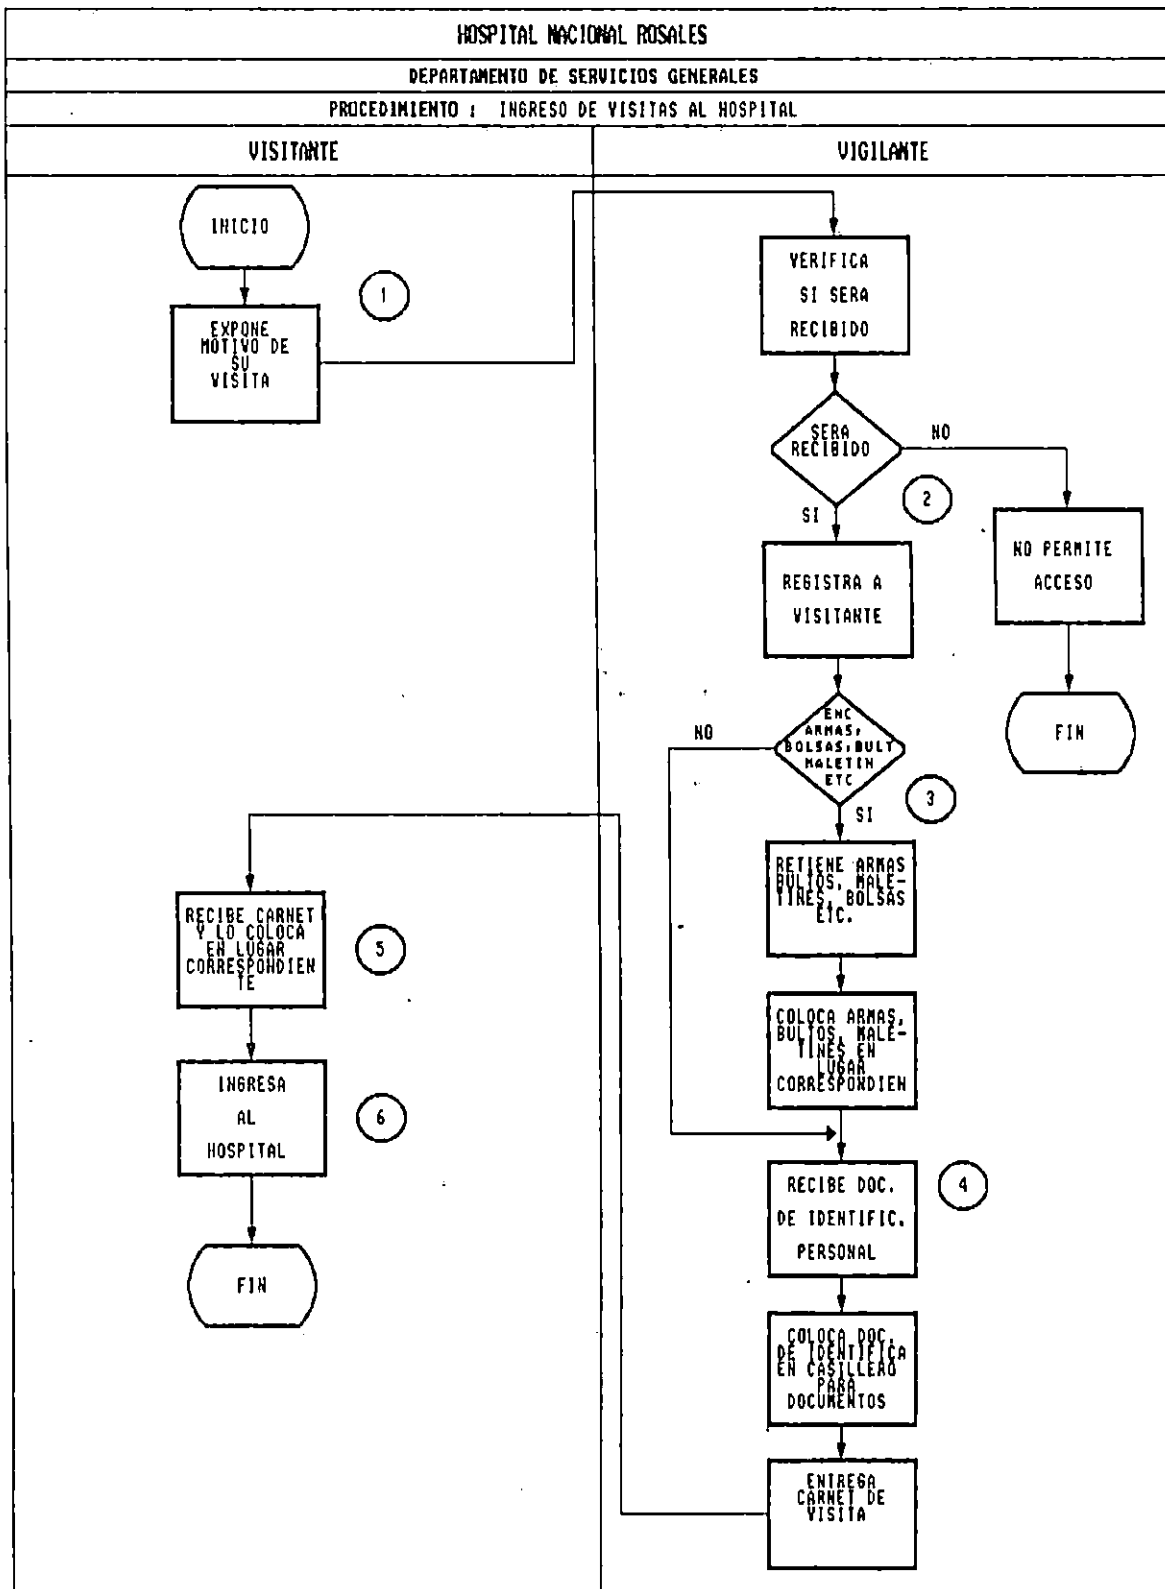 HOSPITAL NACIONAL ROSALES
DEPARTAMENTO DE SERVICIOS GENERALES
PROCEDIMIENTO : INGRESO DE VISITAS AL HOSPITAL
VISITANTE
VIGILANTE
INICIO
1
EXPONE
MOTIVO DE
SU
VISITA
VERIFICA
SI SERA
RECIBIDO
SERA
RECIBIDO
NO
2
SI
REGISTRA A
VISITANTE
NO PERMITE
ACCESO
FIN
ENC
ARMAS,
BOLSAS,BULT
MALETIN
ETC
NO
3
SI
RETIENE ARMAS
BULTOS, MALE-
TINES, BOLSAS
ETC.
COLOCA ARMAS,
BULTOS, MALE-
TINES EN
LUGAR
CORRESPONDIEN
4
RECIBE DOC.
DE IDENTIFIC.
PERSONAL
COLOCA DOC.
DE IDENTIFICA
EN CASILLERO
PARA
DOCUMENTOS
ENTREGA
CARNET DE
VISITA
RECIBE CARNET
Y LO COLOCA
EN LUGAR
CORRESPONDIEN
TE
5
INGRESA
AL
HOSPITAL
6
FIN